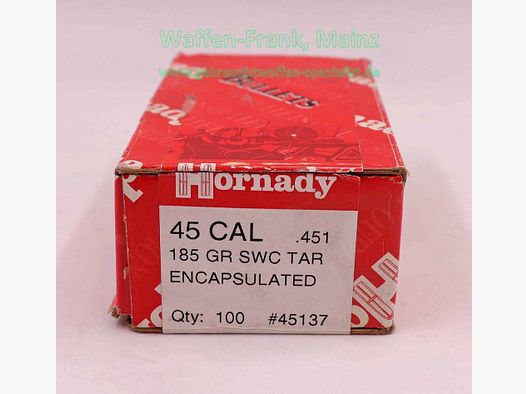 Waffen-Frank, Mainz
www.gebrauchtwaffen-spezialist.de
BULLETS
Hornady
45 CAL .451
185 GR SWC TAR
ENCAPSULATED
Qty: 100 #45137